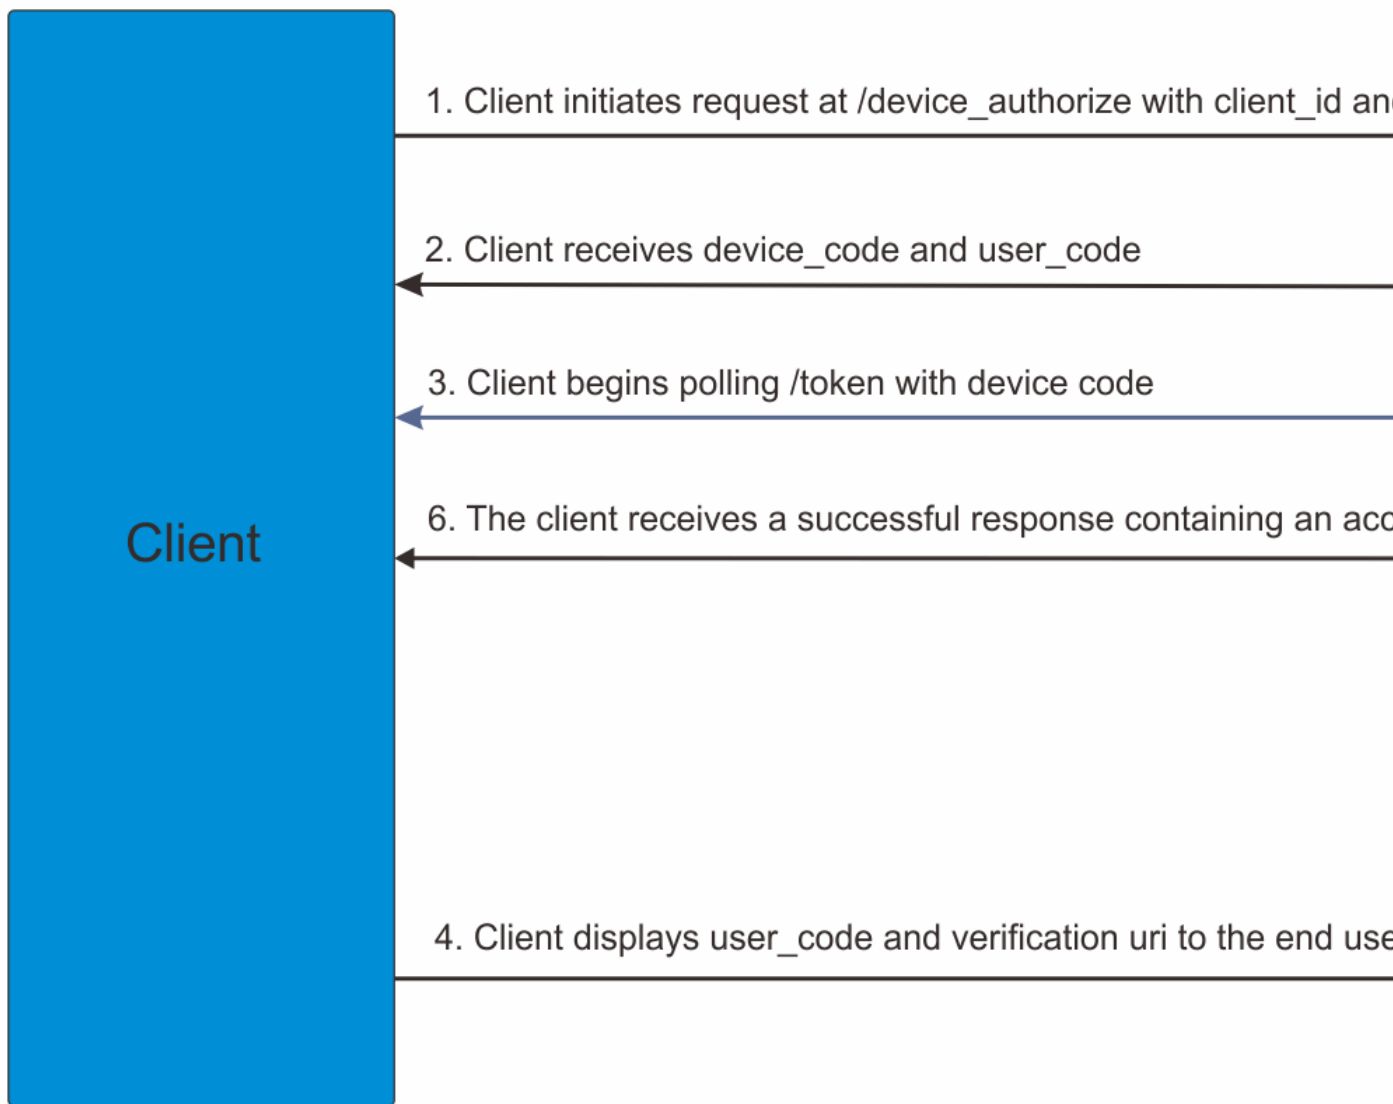 1. Client initiates request at /device_authorize with client_id
2. Client receives device_code and user_code
3. Client begins polling /token with device code
6. The client receives a successful response containing an
Client
4. Client displays user_code and verification uri to the end